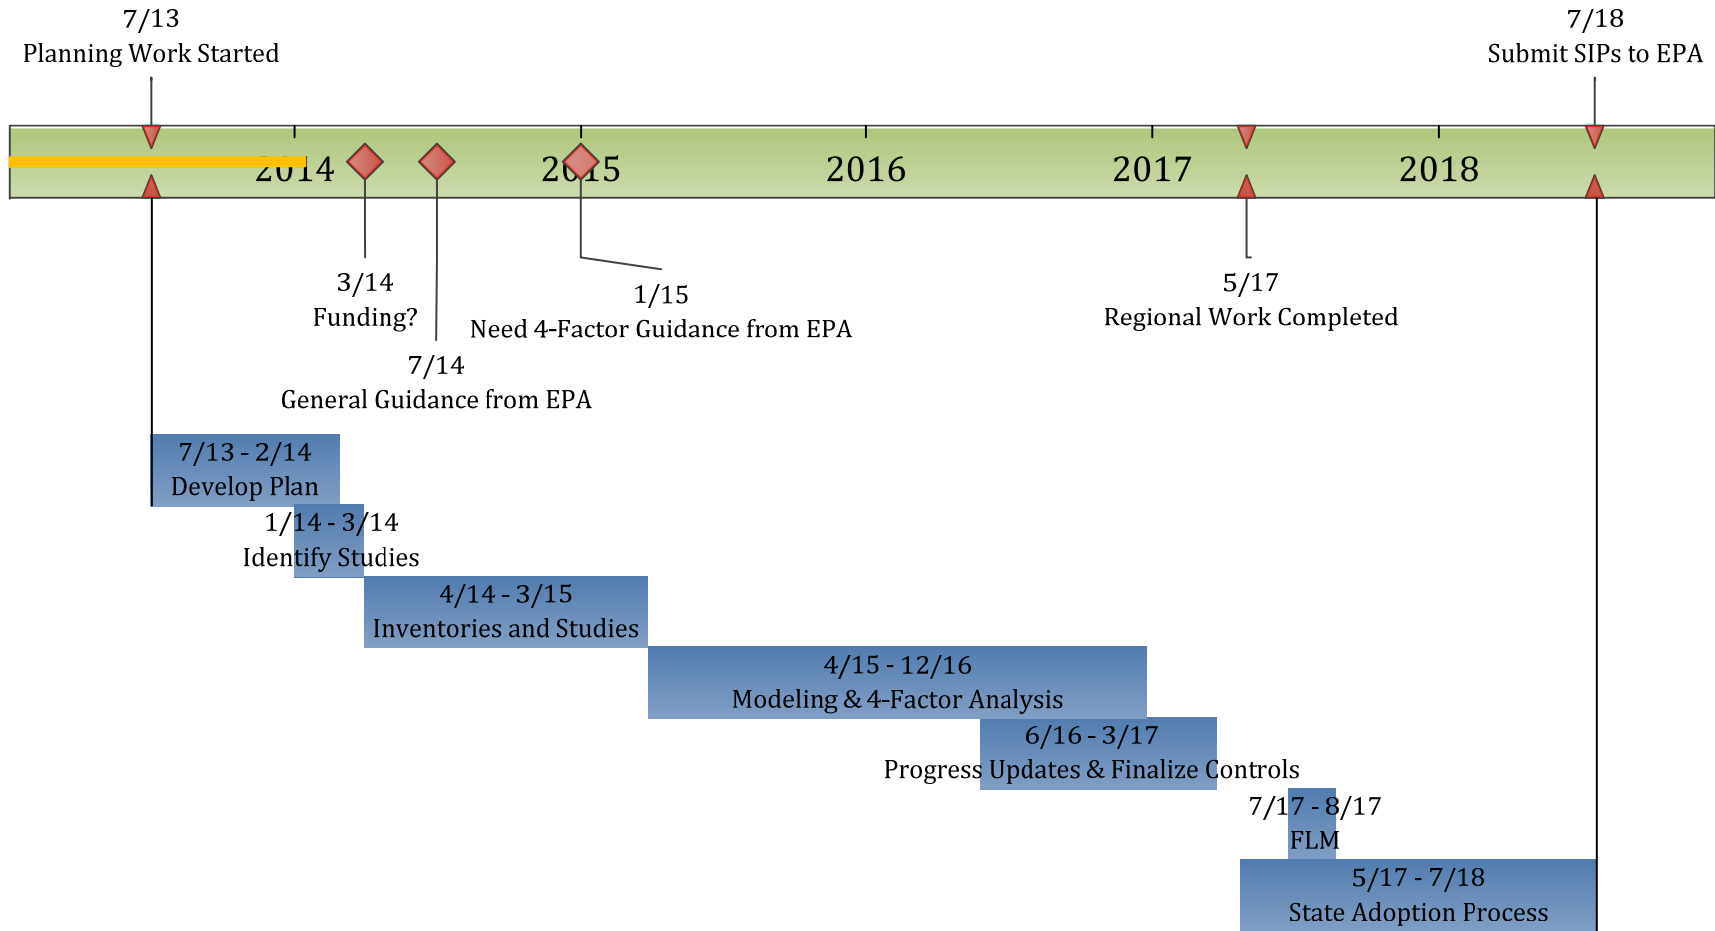 7/13
Planning Work Started
7/18
Submit SIPs to EPA
2014
2015
2016
2017
2018
3/14
Funding?
1/15
Need 4-Factor Guidance from EPA
5/17
Regional Work Completed
7/14
General Guidance from EPA
7/13 - 2/14
Develop Plan
1/14 - 3/14
Identify Studies
4/14 - 3/15
Inventories and Studies
4/15 - 12/16
Modeling & 4-Factor Analysis
6/16 - 3/17
Progress Updates & Finalize Controls
7/17 - 8/17
FLM
5/17 - 7/18
State Adoption Process